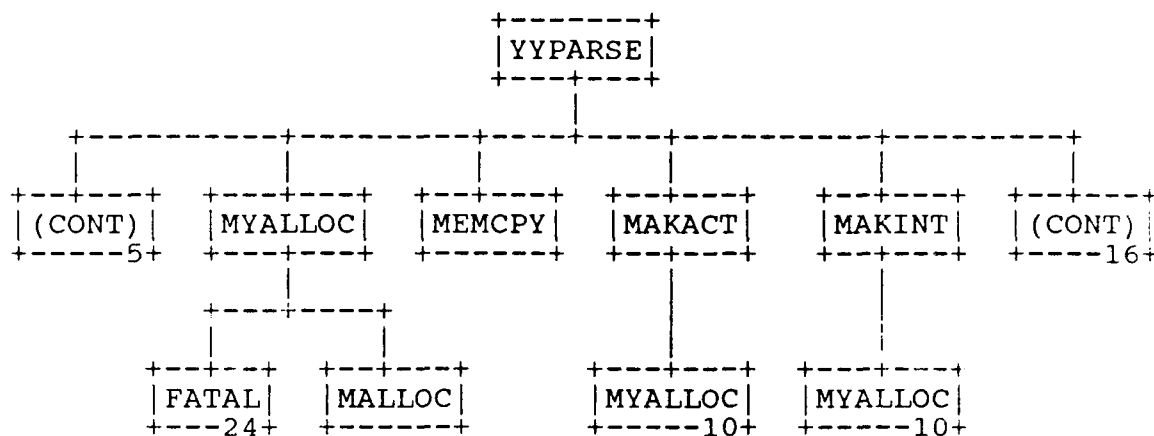 YYPARSE
(CONT) MYALLOC MEMCPY MAKACT MAKINT (CONT)
5 16
FATAL MALLOC MYALLOC MYALLOC
24 10 10